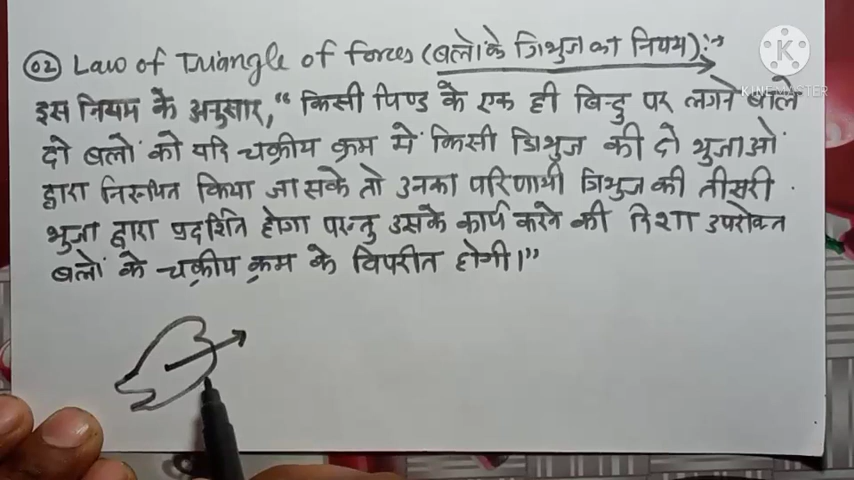 02 Law of Triangle of forces (बलो के त्रिभुज का नियम):→
K
KINEMASTER
इस नियम के अनुसार, “किसी पिण्ड के एक ही बिन्दु पर लगने वाले
दो बलों को यदि चक्रीय क्रम में किसी त्रिभुज की दो भुजाओं
द्वारा निरूपित किया जा सके तो उनका परिणामी त्रिभुज की तीसरी
भुजा द्वारा प्रदर्शित होगा परन्तु उसके कार्य करने की दिशा उपरोक्त
बलों के चक्रीय क्रम के विपरीत होगी।”